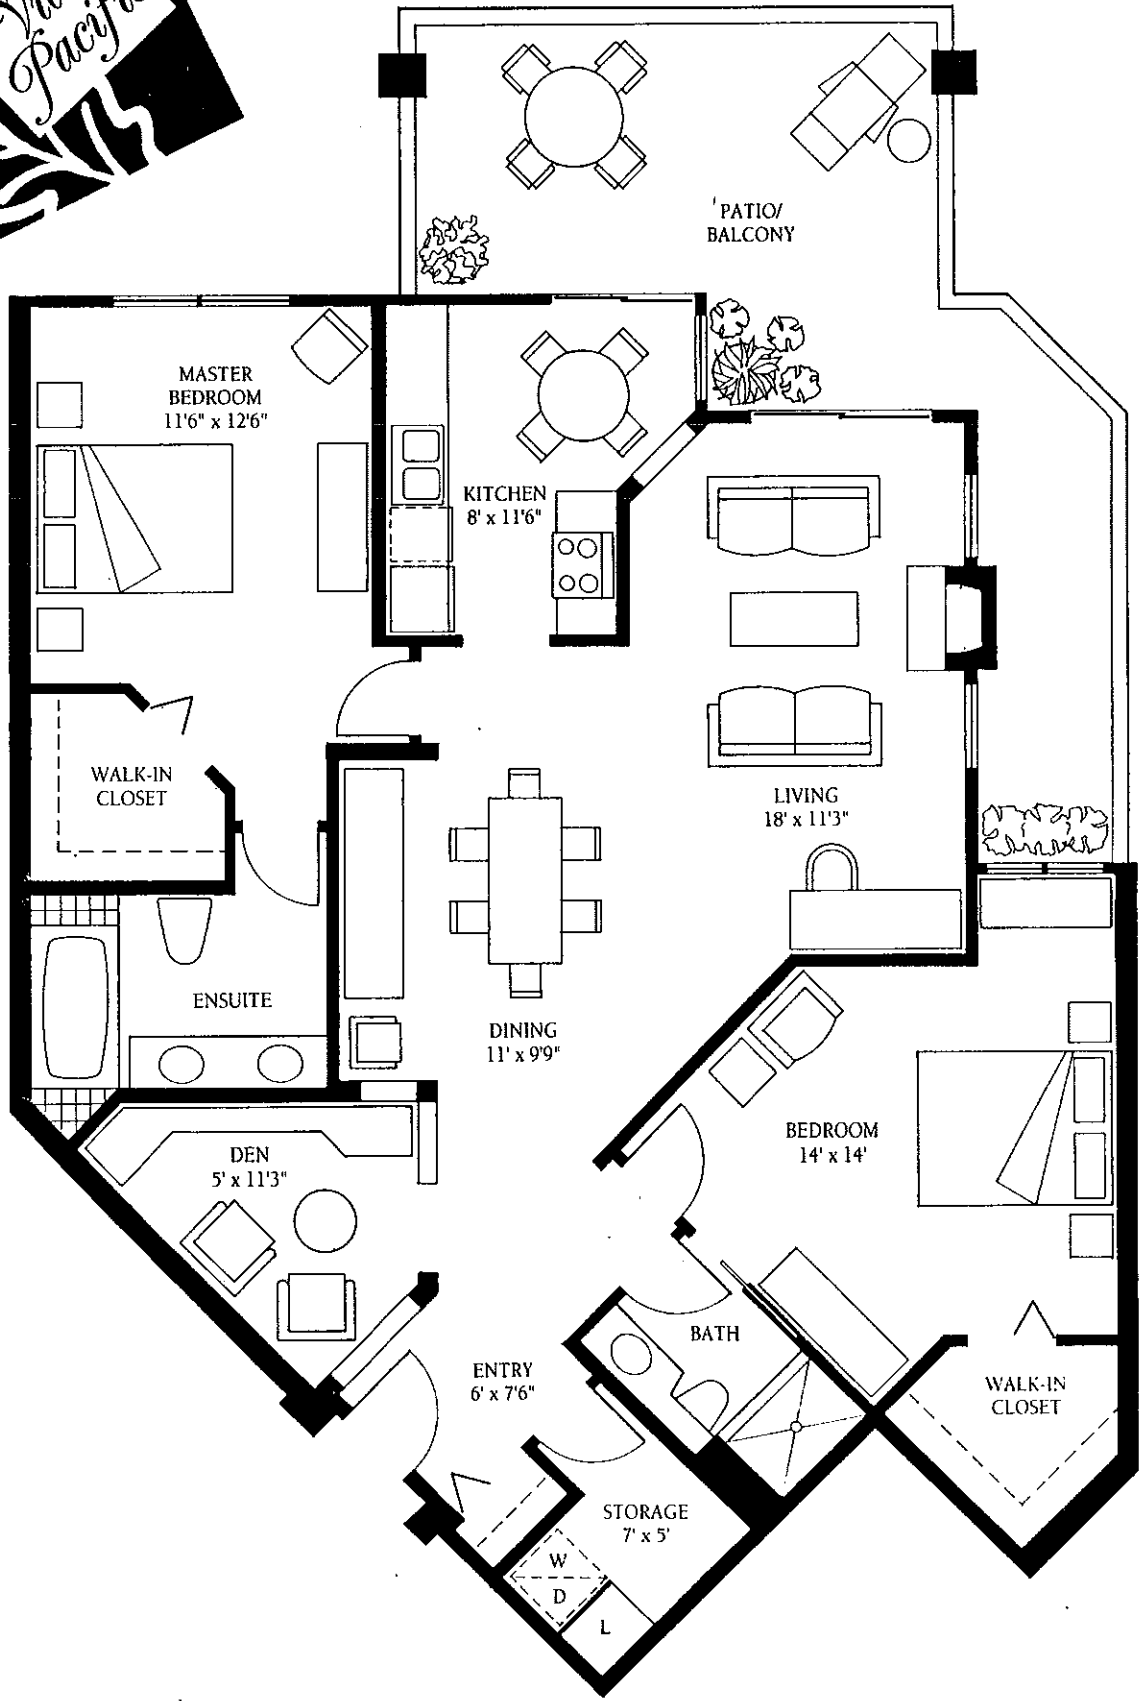 PATIO/
BALCONY
MASTER
BEDROOM
11'6" x 12'6"
KITCHEN
8' x 11'6"
WALK-IN
CLOSET
LIVING
18' x 11'3"
ENSUITE
DINING
11' x 9'9"
DEN
5' x 11'3"
BEDROOM
14' x 14'
BATH
ENTRY
6' x 7'6"
WALK-IN
CLOSET
STORAGE
7' x 5'
W
D
L